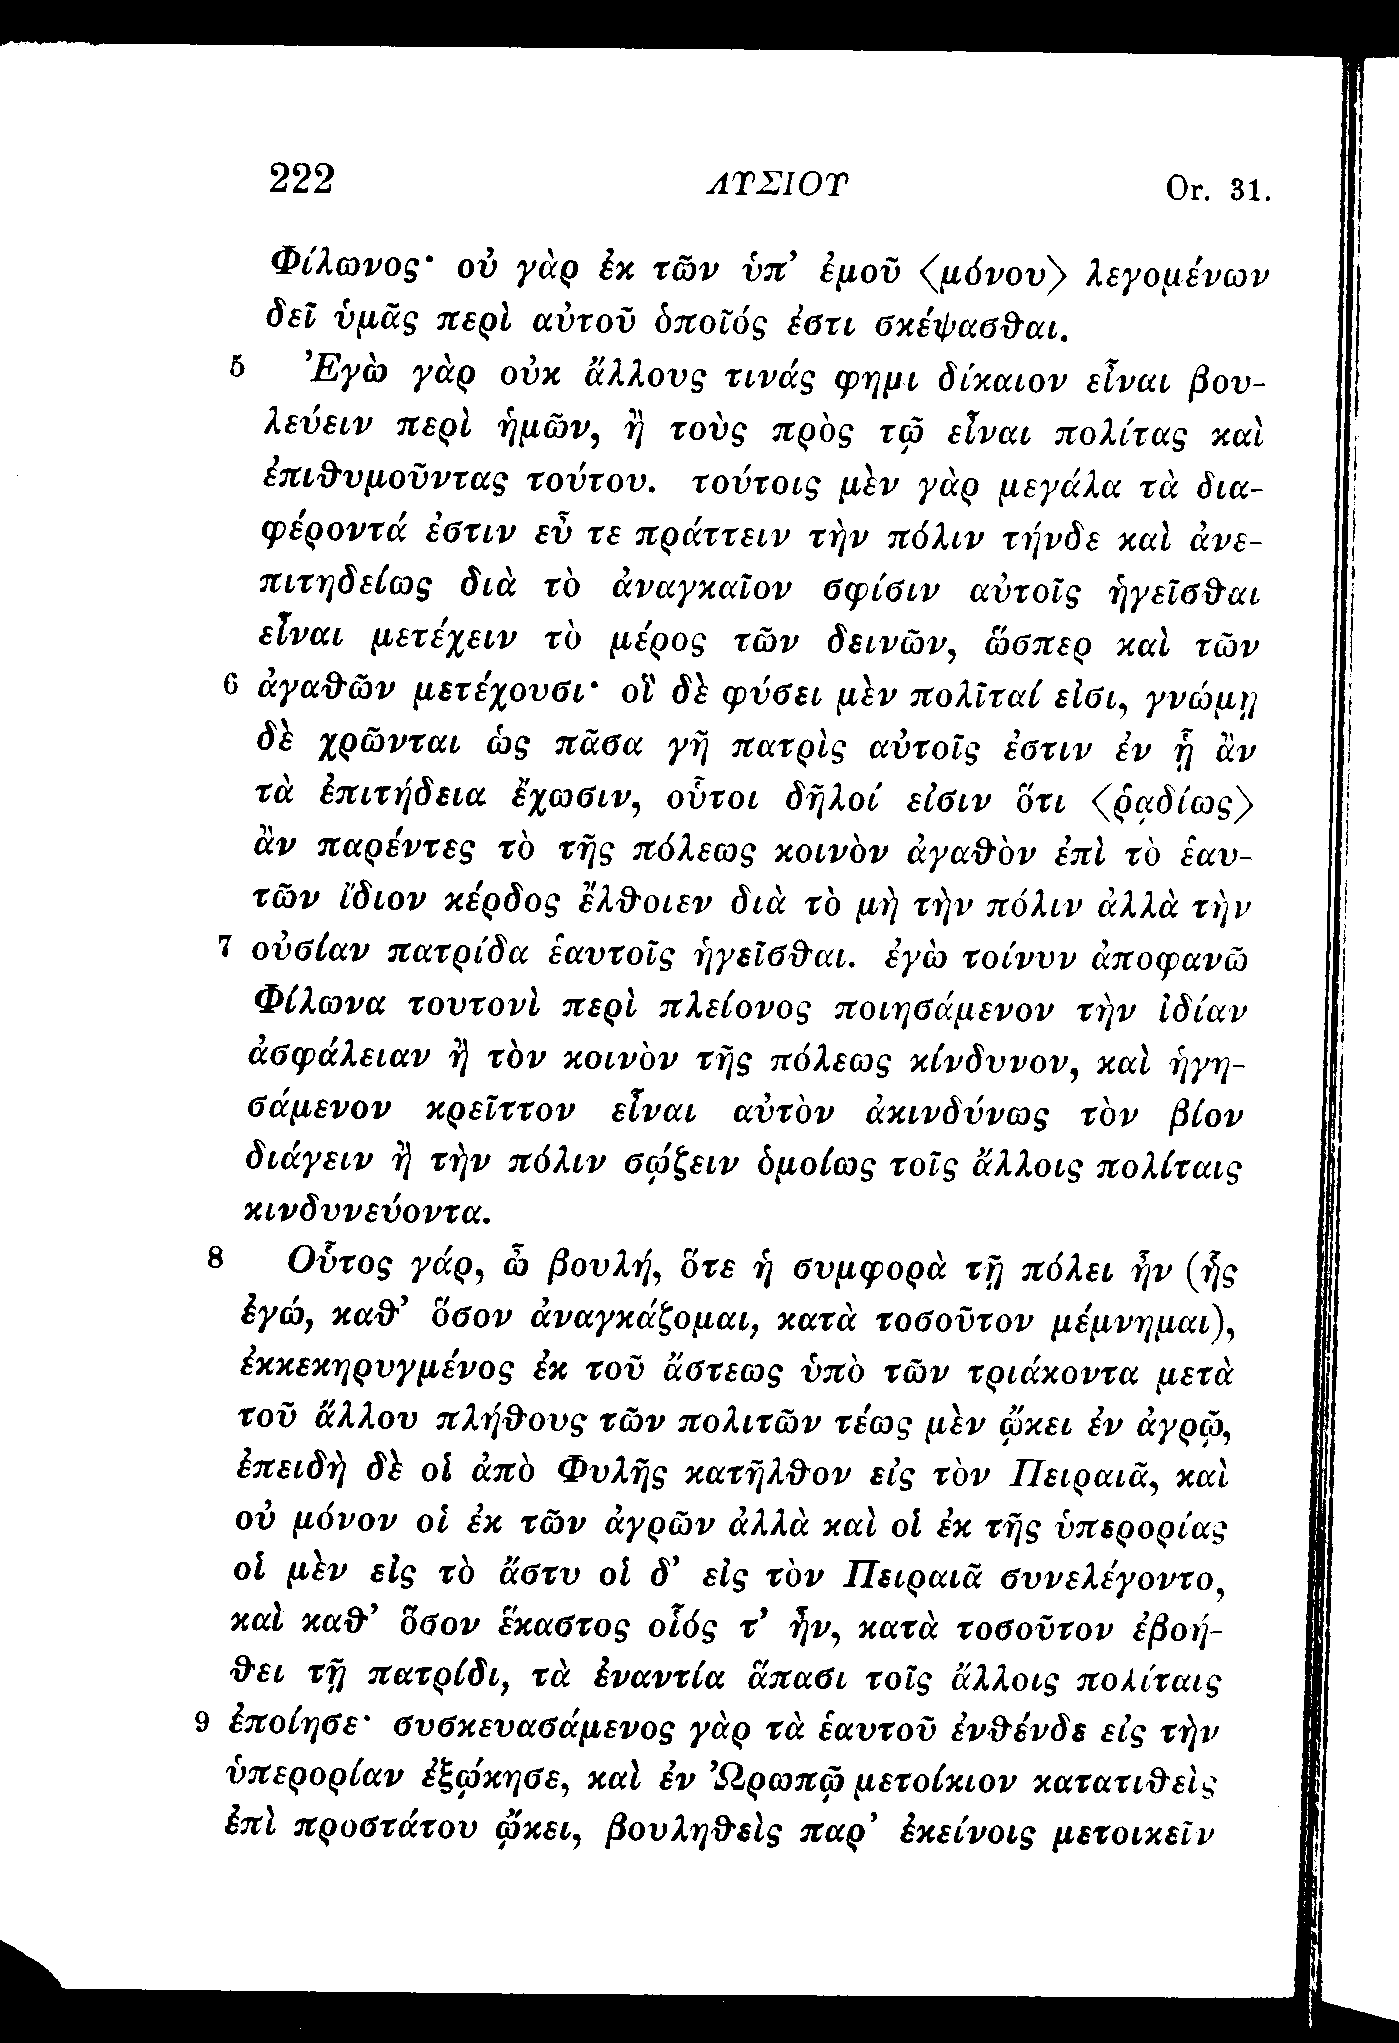 222 ΛΥΣΙΟΥ Or. 31.
Φίλωνος· οὐ γὰρ ἐκ τῶν ὑπ’ ἐμοῦ ⟨μόνου⟩ λεγομένων
δεῖ ὑμᾶς περὶ αὐτοῦ ὁποῖός ἐστι σκέψασθαι.
5 Ἐγὼ γὰρ οὐκ ἄλλους τινάς φημι δίκαιον εἶναι βου-
λεύειν περὶ ἡμῶν, ἢ τοὺς πρὸς τῷ εἶναι πολίτας καὶ
ἐπιθυμοῦντας τούτου. τούτοις μὲν γὰρ μεγάλα τὰ δια-
φέροντά ἐστιν εὖ τε πράττειν τὴν πόλιν τήνδε καὶ ἀνε-
πιτηδείως διὰ τὸ ἀναγκαῖον σφίσιν αὐτοῖς ἡγεῖσθαι
εἶναι μετέχειν τὸ μέρος τῶν δεινῶν, ὥσπερ καὶ τῶν
6 ἀγαθῶν μετέχουσι· οἳ δὲ φύσει μὲν πολῖταί εἰσι, γνώμῃ
δὲ χρῶνται ὡς πᾶσα γῆ πατρὶς αὐτοῖς ἐστιν ἐν ᾗ ἂν
τὰ ἐπιτήδεια ἔχωσιν, οὗτοι δῆλοί εἰσιν ὅτι ⟨ῥᾳδίως⟩
ἂν παρέντες τὸ τῆς πόλεως κοινὸν ἀγαθὸν ἐπὶ τὸ ἑαυ-
τῶν ἴδιον κέρδος ἔλθοιεν διὰ τὸ μὴ τὴν πόλιν ἀλλὰ τὴν
7 οὐσίαν πατρίδα ἑαυτοῖς ἡγεῖσθαι. ἐγὼ τοίνυν ἀποφανῶ
Φίλωνα τουτονὶ περὶ πλείονος ποιησάμενον τὴν ἰδίαν
ἀσφάλειαν ἢ τὸν κοινὸν τῆς πόλεως κίνδυνον, καὶ ἡγη-
σάμενον κρεῖττον εἶναι αὐτὸν ἀκινδύνως τὸν βίον
διάγειν ἢ τὴν πόλιν σῴζειν ὁμοίως τοῖς ἄλλοις πολίταις
κινδυνεύοντα.
8 Οὗτος γάρ, ὦ βουλή, ὅτε ἡ συμφορὰ τῇ πόλει ἦν (ἧς
ἐγώ, καθ’ ὅσον ἀναγκάζομαι, κατὰ τοσοῦτον μέμνημαι),
ἐκκεκηρυγμένος ἐκ τοῦ ἄστεως ὑπὸ τῶν τριάκοντα μετὰ
τοῦ ἄλλου πλήθους τῶν πολιτῶν τέως μὲν ᾤκει ἐν ἀγρῷ,
ἐπειδὴ δὲ οἱ ἀπὸ Φυλῆς κατῆλθον εἰς τὸν Πειραιᾶ, καὶ
οὐ μόνον οἱ ἐκ τῶν ἀγρῶν ἀλλὰ καὶ οἱ ἐκ τῆς ὑπερορίας
οἱ μὲν εἰς τὸ ἄστυ οἱ δ’ εἰς τὸν Πειραιᾶ συνελέγοντο,
καὶ καθ’ ὅσον ἕκαστος οἷός τ’ ἦν, κατὰ τοσοῦτον ἐβοή-
θει τῇ πατρίδι, τὰ ἐναντία ἅπασι τοῖς ἄλλοις πολίταις
9 ἐποίησε· συσκευασάμενος γὰρ τὰ ἑαυτοῦ ἐνθένδε εἰς τὴν
ὑπερορίαν ἐξῴκησε, καὶ ἐν Ὠρωπῷ μετοίκιον κατατιθεὶς
ἐπὶ προστάτου ᾤκει, βουληθεὶς παρ’ ἐκείνοις μετοικεῖν